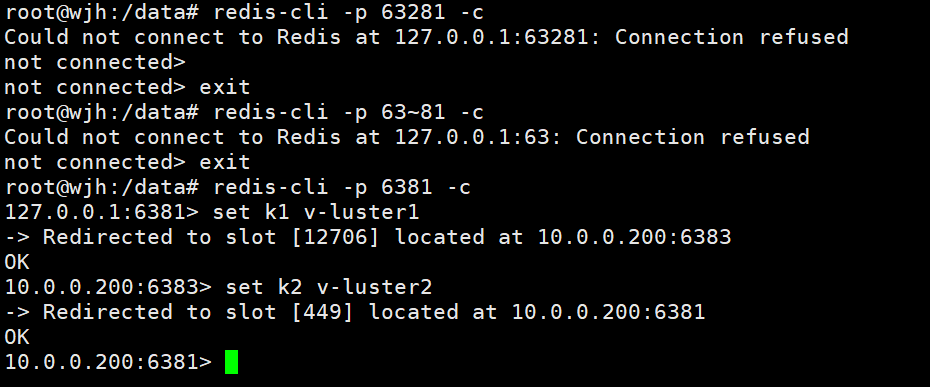 root@wjh:/data# redis-cli -p 63281 -c
Could not connect to Redis at 127.0.0.1:63281: Connection refused
not connected>
not connected> exit
root@wjh:/data# redis-cli -p 63~81 -c
Could not connect to Redis at 127.0.0.1:63: Connection refused
not connected> exit
root@wjh:/data# redis-cli -p 6381 -c
127.0.0.1:6381> set k1 v-luster1
-> Redirected to slot [12706] located at 10.0.0.200:6383
OK
10.0.0.200:6383> set k2 v-luster2
-> Redirected to slot [449] located at 10.0.0.200:6381
OK
10.0.0.200:6381>